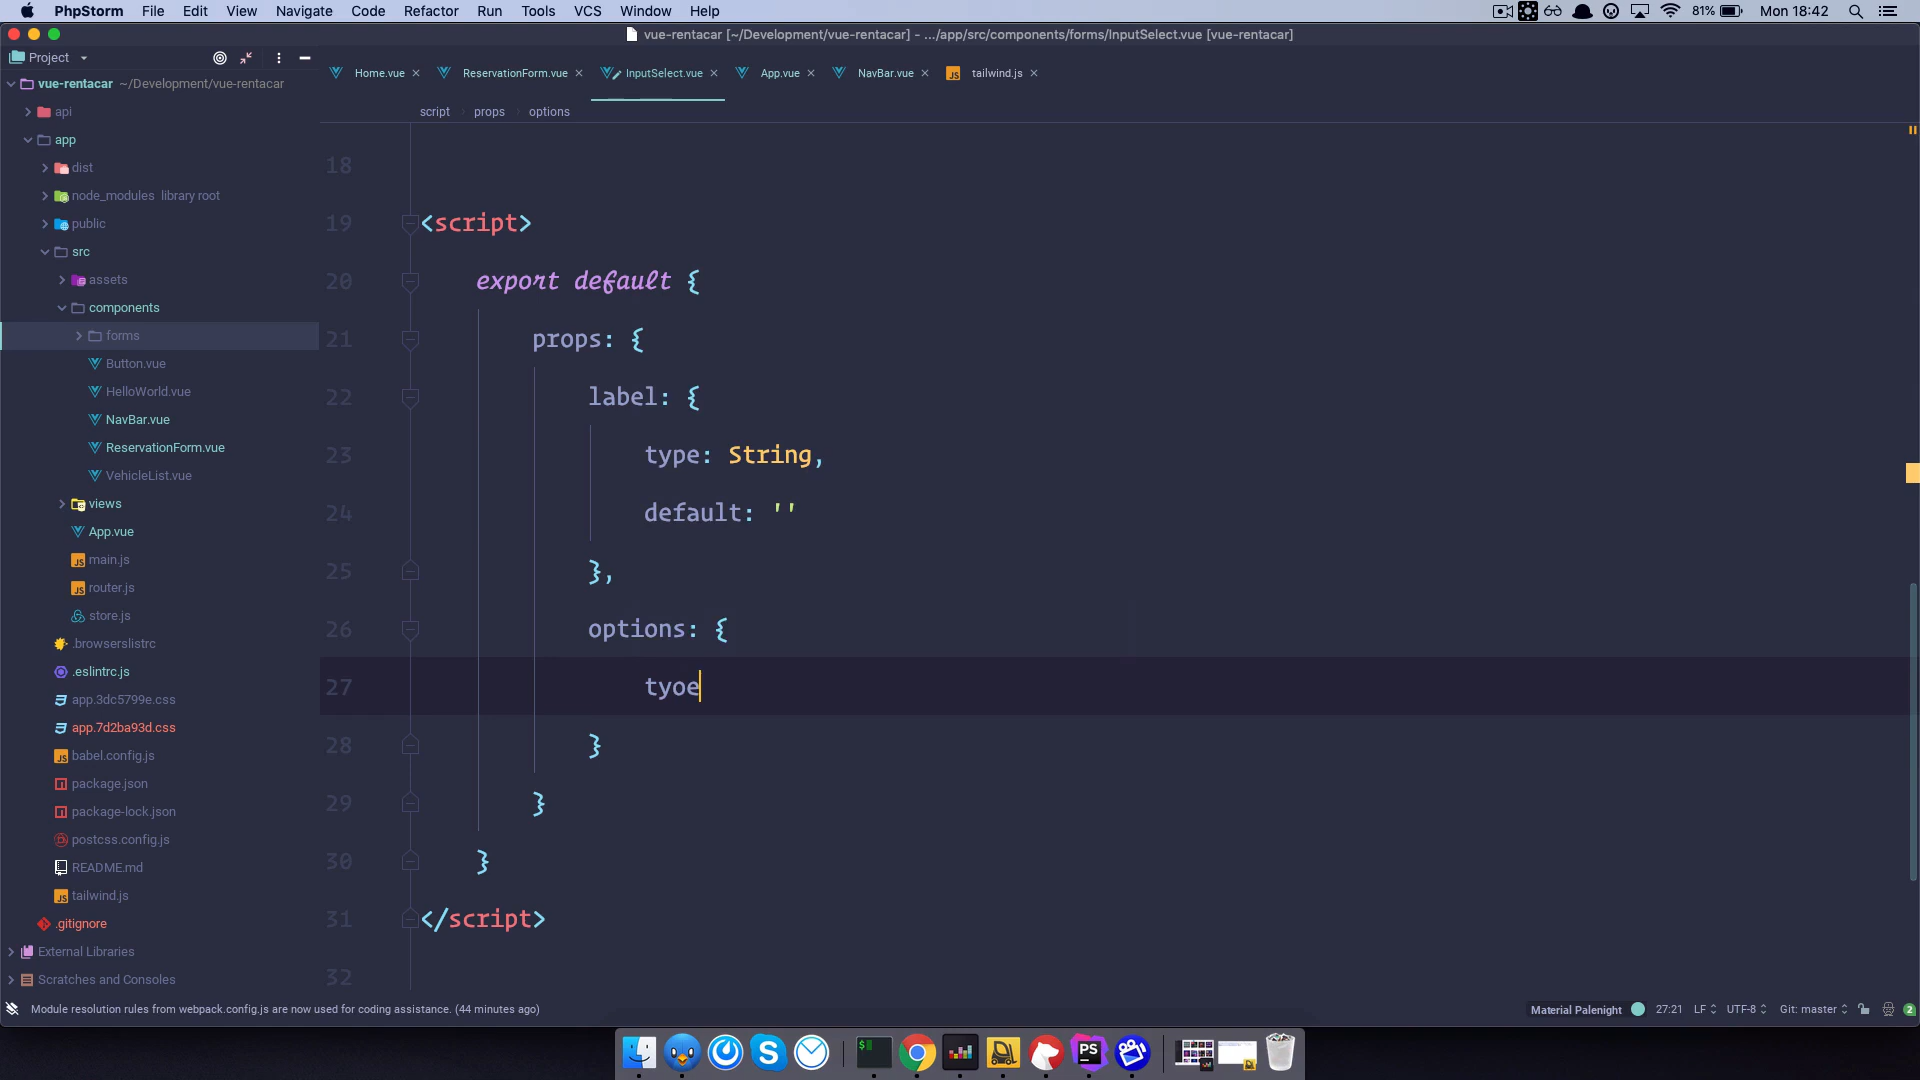 PhpStorm File Edit View Navigate Code Refactor Run Tools VCS Window Help 81% Mon 18:42
vue-rentacar [~/Development/vue-rentacar] - .../app/src/components/forms/InputSelect.vue [vue-rentacar]
Project
Home.vue ReservationForm.vue InputSelect.vue App.vue NavBar.vue tailwind.js
script props options
vue-rentacar ~/Development/vue-rentacar
api
app
dist
node_modules library root
public
src
assets
components
forms
Button.vue
HelloWorld.vue
NavBar.vue
ReservationForm.vue
VehicleList.vue
views
App.vue
main.js
router.js
store.js
.browserslistrc
.eslintrc.js
app.3dc5799e.css
app.7d2ba93d.css
babel.config.js
package.json
package-lock.json
postcss.config.js
README.md
tailwind.js
.gitignore
External Libraries
Scratches and Consoles
18
19 <script>
20 export default {
21 props: {
22 label: {
23 type: String,
24 default: ''
25 },
26 options: {
27 tyoe
28 }
29 }
30 }
31 </script>
32
Module resolution rules from webpack.config.js are now used for coding assistance. (44 minutes ago) Material Palenight 27:21 LF UTF-8 Git: master 2
$ S PS